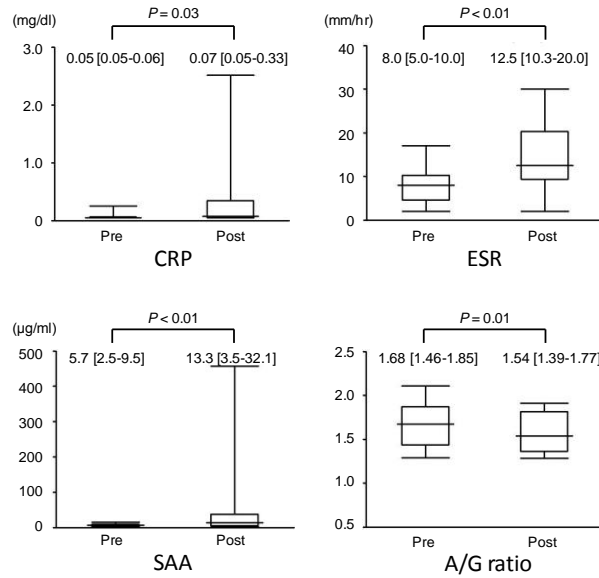 (mg/dl)
P = 0.03
0.05 [0.05-0.06]
0.07 [0.05-0.33]
3.0
2.0
1.0
0
Pre
Post
CRP
(mm/hr)
P < 0.01
8.0 [5.0-10.0]
12.5 [10.3-20.0]
40
30
20
10
0
Pre
Post
ESR
(μg/ml)
P < 0.01
5.7 [2.5-9.5]
13.3 [3.5-32.1]
500
400
300
200
100
0
Pre
Post
SAA
P = 0.01
1.68 [1.46-1.85]
1.54 [1.39-1.77]
2.5
2.0
1.5
1.0
0.5
Pre
Post
A/G ratio